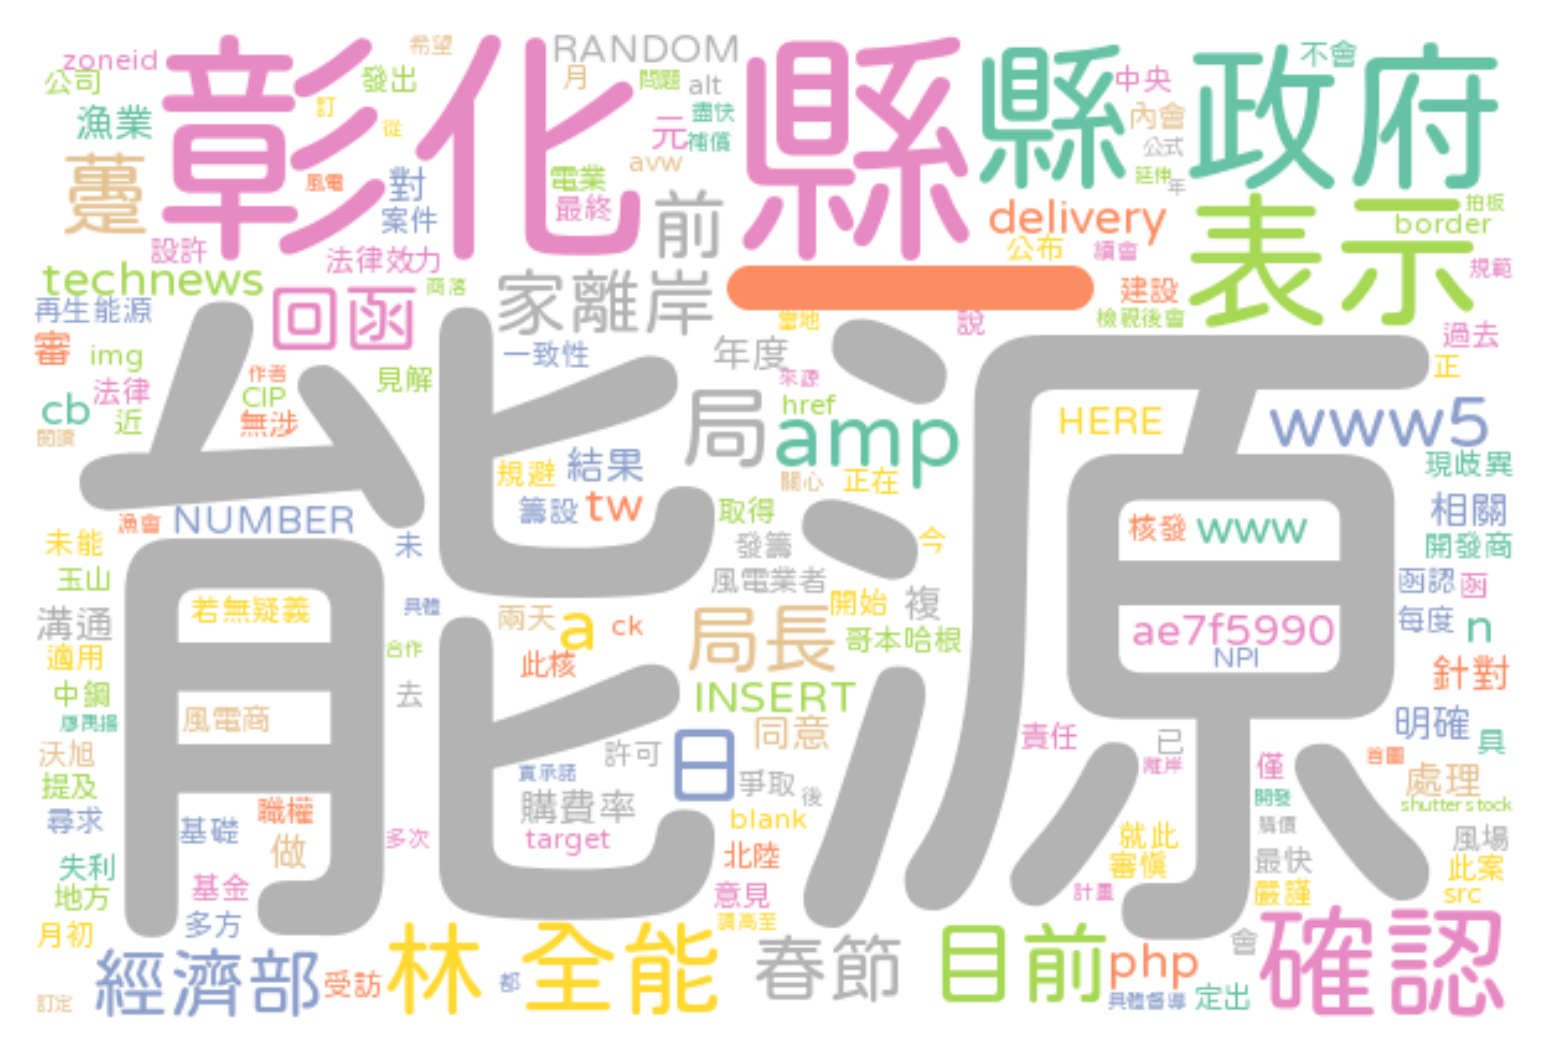 zoneid
公司
漁業
躉
設許
technews
再生能源
審
img
法律
cb
近
閱讀
彰化縣
訂
從
發出
風電
對
案件
法律效力
回函
商落
希望
RANDOM
月
問題
alt
元
盡快
補償
avw
電業
最終
前
家離岸
一
縣政府
中央
不會
內會
公式
延伸
年
delivery
公布
續會
建設
檢視後會
表示
拍板
border
規範
過去
正
說
當地
一致性
年度
來源
作者
CIP
無涉
見解
href
局
amp
關心
正在
HERE
www5
現歧異
相關
開發商
函認
函
每度
n
針對
能源
規避
結果
籌設
tw
取得
發籌
今
核發
www
漁會
NUMBER
未能
未
玉山
具體
若無疑義
溝通
適用
中鋼
廖禹揚
沃旭
提及
尋求
失利
地方
月初
訂定
風電業者
開始
複
兩天
a
ck
局長
哥本哈根
合作
此核
去
ae7f5990
NPI
INSERT
風電商
許可
日
同意
責任
已
離岸
僅
明確
具
首圖
賣承諾
爭取
後
處理
shutterstock
開發
購費率
職權
基礎
做
多次
target
blank
北陸
就此
審慎
購價
風場
最快
此案
嚴謹
src
基金
多方
意見
計畫
調高至
經濟部
受訪
林
都
全能
春節
目前
php
具體督導
會
定出
確認